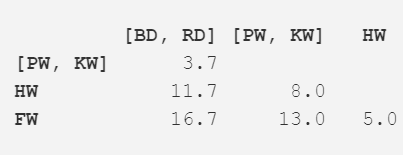 [BD, RD] [PW, KW] HW
[PW, KW] 3.7
HW 11.7 8.0
FW 16.7 13.0 5.0